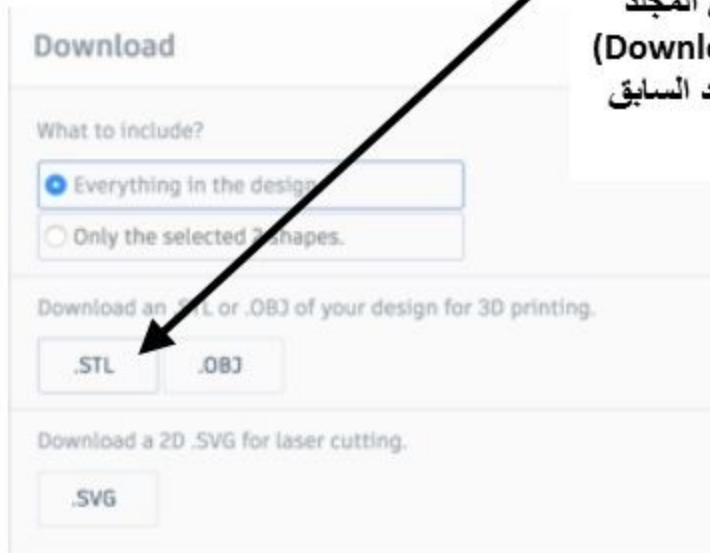 المجلد
(Downl
السابق
Download
What to include?
Everything in the design
Only the selected 2 shapes.
Download an .STL or .OBJ of your design for 3D printing.
.STL
.OBJ
Download a 2D .SVG for laser cutting.
.SVG